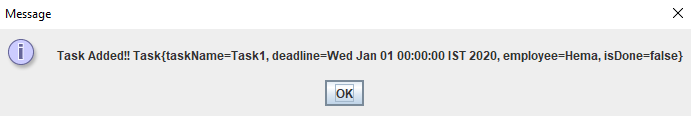 Message
Task Added!! Task{taskName=Task1, deadline=Wed Jan 01 00:00:00 IST 2020, employee=Hema, isDone=false}
OK